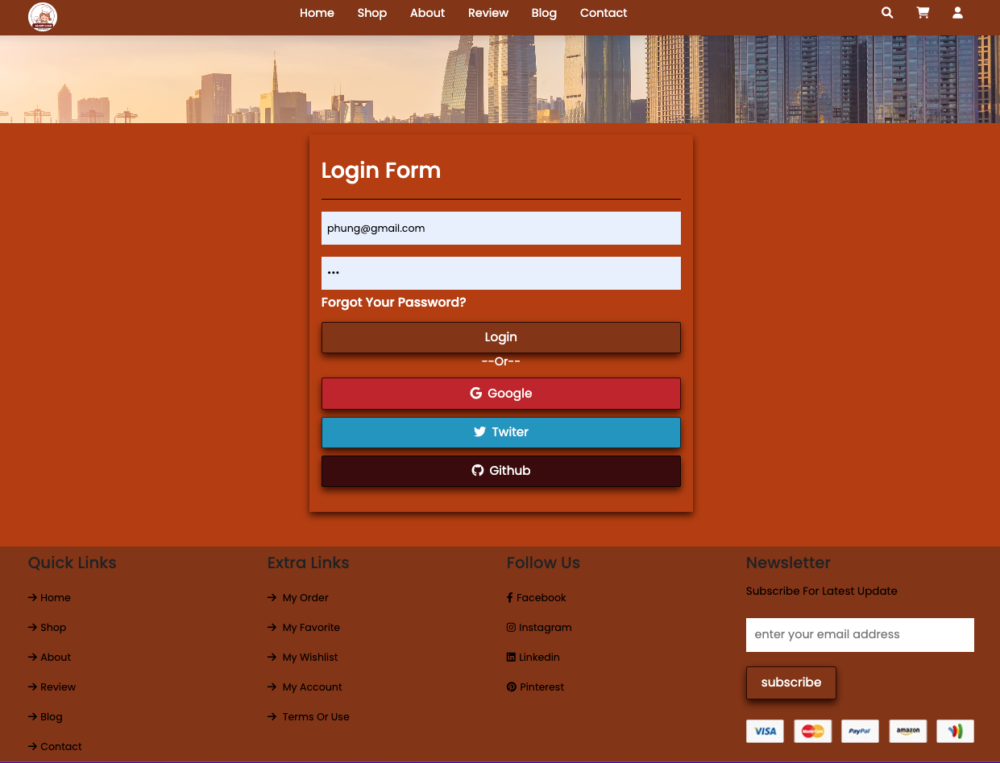 Home Shop About Review Blog Contact
Login Form
phung@gmail.com
•••
Forgot Your Password?
Login
--Or--
Google
Twiter
Github
Quick Links
Home
Shop
About
Review
Blog
Contact
Extra Links
My Order
My Favorite
My Wishlist
My Account
Terms Or Use
Follow Us
Facebook
Instagram
Linkedin
Pinterest
Newsletter
Subscribe For Latest Update
enter your email address
subscribe
VISA MasterCard PayPal amazon